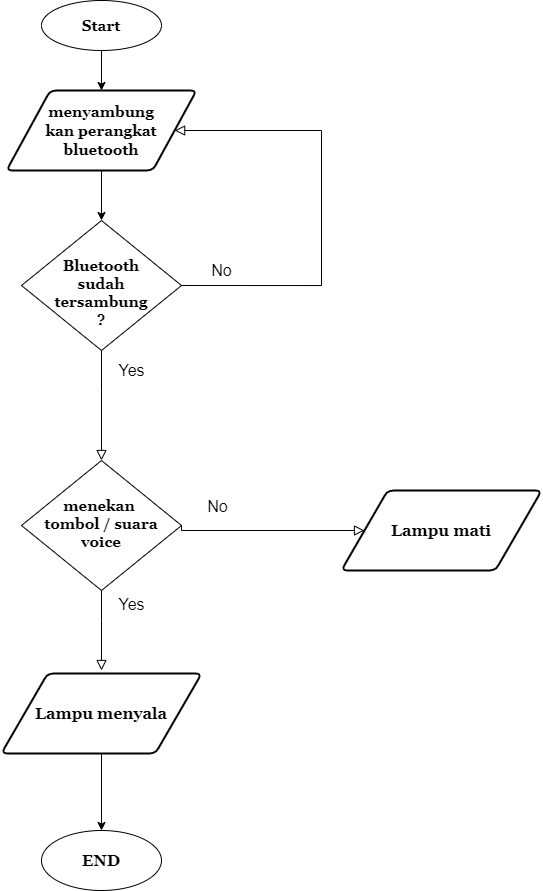 Start
menyambung
kan perangkat
bluetooth
Bluetooth
sudah
tersambung
?
No
Yes
menekan
tombol / suara
voice
No
Lampu mati
Yes
Lampu menyala
END